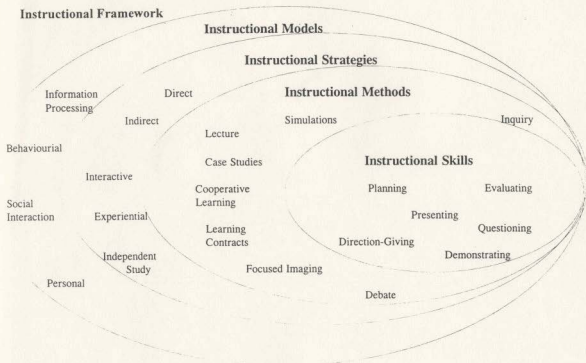 Instructional Framework
Instructional Models
Instructional Strategies
Information
Processing
Direct
Instructional Methods
Indirect
Simulations
Inquiry
Lecture
Behaviourial
Case Studies
Instructional Skills
Interactive
Cooperative
Learning
Planning
Evaluating
Social
Interaction
Experiential
Presenting
Learning
Contracts
Questioning
Direction-Giving
Independent
Study
Demonstrating
Focused Imaging
Personal
Debate